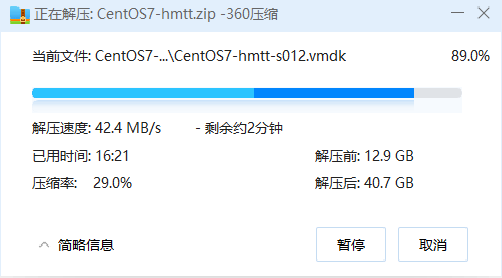 正在解压: CentOS7-hmtt.zip -360压缩
当前文件: CentOS7-...\CentOS7-hmtt-s012.vmdk 89.0%
解压速度: 42.4 MB/s - 剩余约2分钟
已用时间: 16:21 解压前: 12.9 GB
压缩率: 29.0% 解压后: 40.7 GB
简略信息 暂停 取消